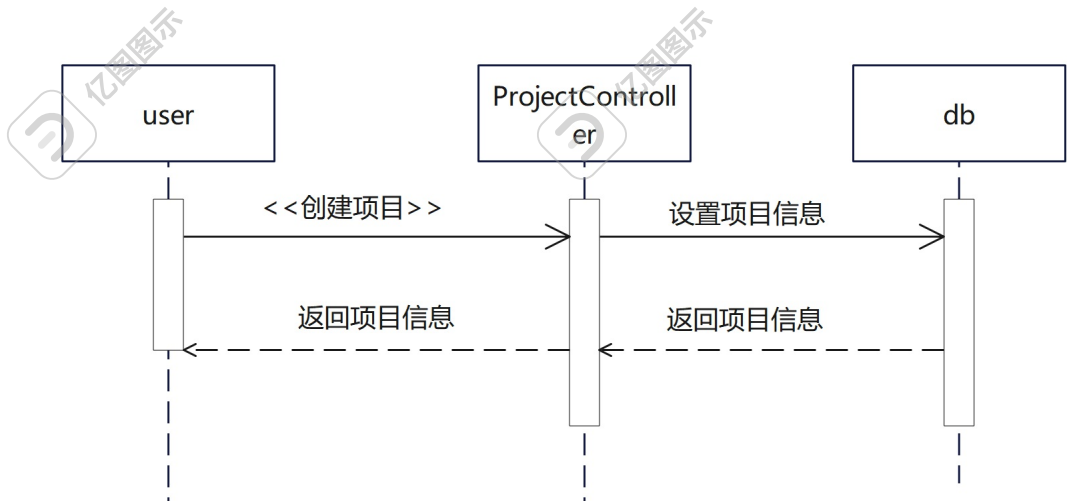 亿图图示
亿图图示
user
ProjectControll
er
db
<<创建项目>>
设置项目信息
返回项目信息
返回项目信息